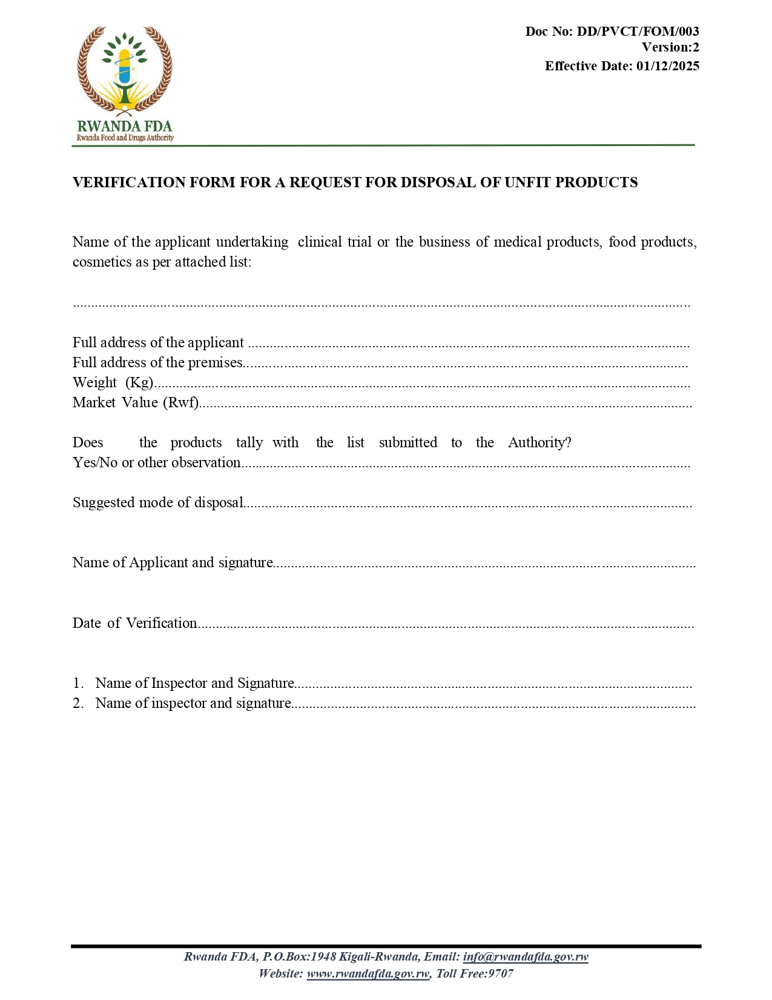 RWANDA FDA
Rwanda Food and Drugs Authority
Doc No: DD/PVCT/FOM/003
Version:2
Effective Date: 01/12/2025
VERIFICATION FORM FOR A REQUEST FOR DISPOSAL OF UNFIT PRODUCTS
Name of the applicant undertaking clinical trial or the business of medical products, food products,
cosmetics as per attached list:
..........................................................................................................................................................................
Full address of the applicant ..........................................................................................................................
Full address of the premises...........................................................................................................................
Weight (Kg)....................................................................................................................................................
Market Value (Rwf)........................................................................................................................................
Does the products tally with the list submitted to the Authority?
Yes/No or other observation............................................................................................................................
Suggested mode of disposal............................................................................................................................
Name of Applicant and signature....................................................................................................................
Date of Verification.........................................................................................................................................
1. Name of Inspector and Signature..............................................................................................................
2. Name of inspector and signature................................................................................................................
Rwanda FDA, P.O.Box:1948 Kigali-Rwanda, Email: info@rwandafda.gov.rw
Website: www.rwandafda.gov.rw, Toll Free:9707